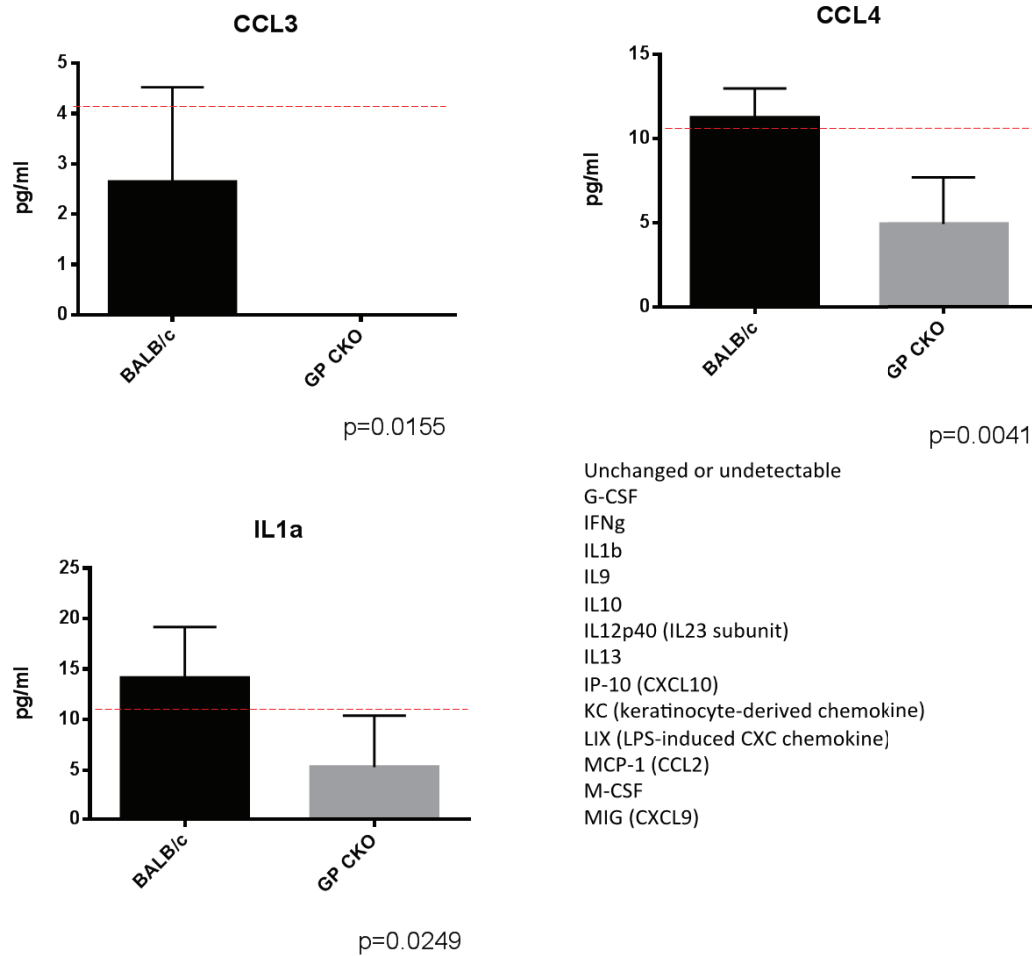 CCL3
5
4
3
2
1
0
pg/ml
BALB/c
GP CKO
p=0.0155
CCL4
15
10
5
0
pg/ml
BALB/c
GP CKO
p=0.0041
IL1a
25
20
15
10
5
0
pg/ml
BALB/c
GP CKO
p=0.0249
Unchanged or undetectable
G-CSF
IFNg
IL1b
IL9
IL10
IL12p40 (IL23 subunit)
IL13
IP-10 (CXCL10)
KC (keratinocyte-derived chemokine)
LIX (LPS-induced CXC chemokine)
MCP-1 (CCL2)
M-CSF
MIG (CXCL9)